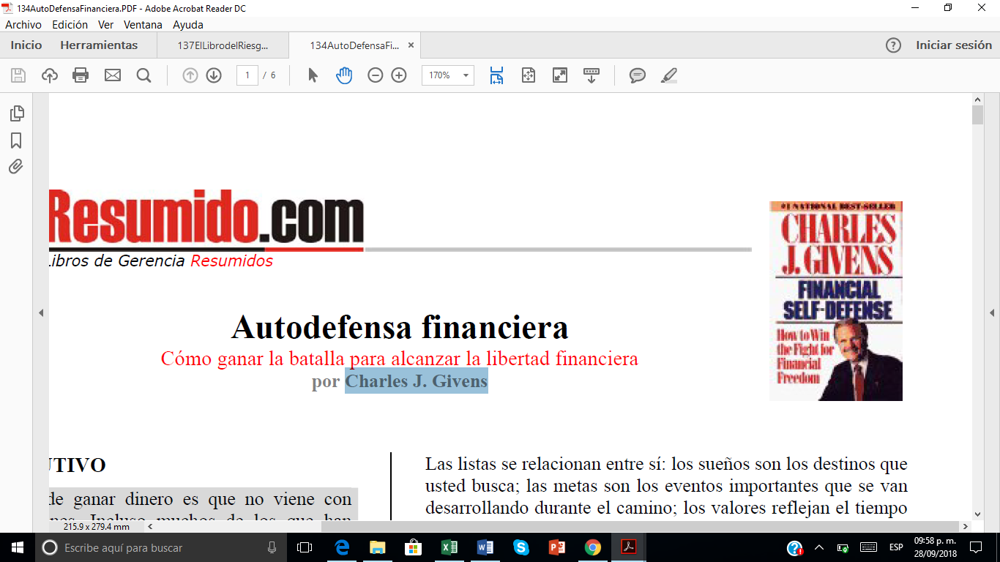 134AutoDefensaFinanciera.PDF - Adobe Acrobat Reader DC
Archivo Edición Ver Ventana Ayuda
Inicio Herramientas 137ElLibrodelRiesg... 134AutoDefensaFi... × ? Iniciar sesión
1 / 6 170%
Resumido.com
Libros de Gerencia Resumidos
#1 NATIONAL BEST-SELLER
CHARLES
J. GIVENS
FINANCIAL
SELF-DEFENSE
How to Win
the Fight for
Financial
Freedom
Autodefensa financiera
Cómo ganar la batalla para alcanzar la libertad financiera
por Charles J. Givens
UTIVO
de ganar dinero es que no viene con
nes. Incluso muchos de los que han
Las listas se relacionan entre sí: los sueños son los destinos que
usted busca; las metas son los eventos importantes que se van
desarrollando durante el camino; los valores reflejan el tiempo
215.9 x 279.4 mm
Escribe aquí para buscar
ESP
09:58 p. m.
28/09/2018